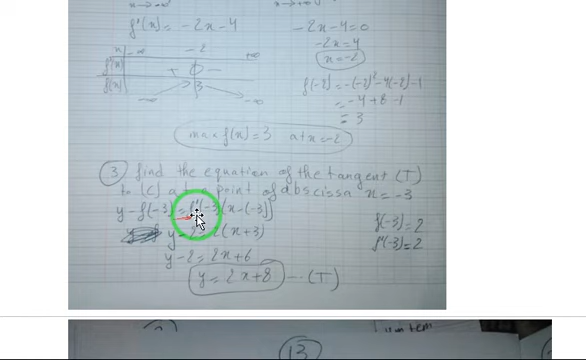 f'(x) = -2x-4
-2x-4=0
-2x=4
x=-2
x -∞ -2 +∞
f'(x) + 0 -
f(x) -∞ 3 -∞
f(-2)=-(-2)²-4(-2)-1
= -4+8-1
= 3
max f(x)=3 at x=-2
③ find the equation of the tangent (T)
to (C) at point of abscissa x=-3
y-f(-3)=f'(-3)(x-(-3))
f(-3)=2
y-2=2(x+3)
f'(-3)=2
y-2=2x+6
y=2x+8 ... (T)
13